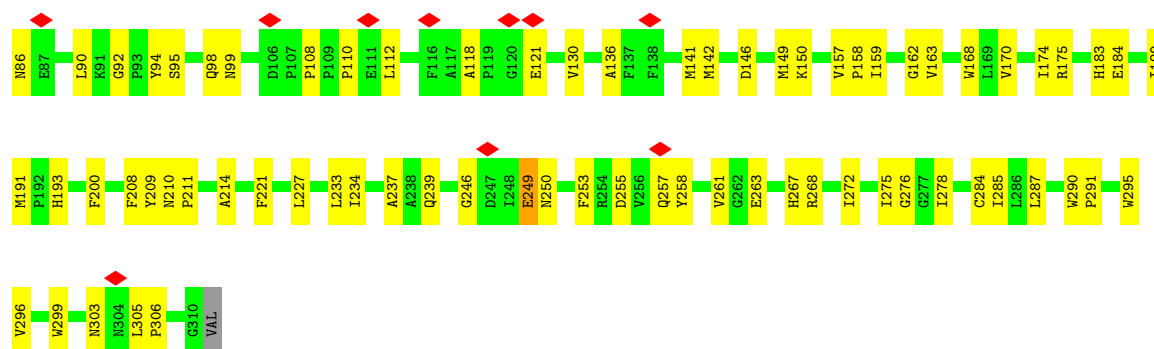 N86 E87 L90 K91 G92 P93 Y94 S95 Q98 N99 D106 P107 P108 P109 P110 E111 L112 F116 A117 A118 P119 G120 E121 V130 A136 F137 F138 M141 M142 D146 M149 K150 V157 P158 I159 G162 V163 W168 L169 V170 I174 R175 H183 E184
M191 P192 H193 F200 F208 Y209 N210 P211 A214 F221 L227 L233 I234 A237 A238 Q239 G246 D247 I248 E249 N250 F253 R254 D255 V256 Q257 Y258 V261 G262 E263 H267 R268 I272 I275 G276 G277 I278 C284 I285 L286 L287 W290 P291 W295
V296 W299 N303 N304 L305 P306 G310 VAL